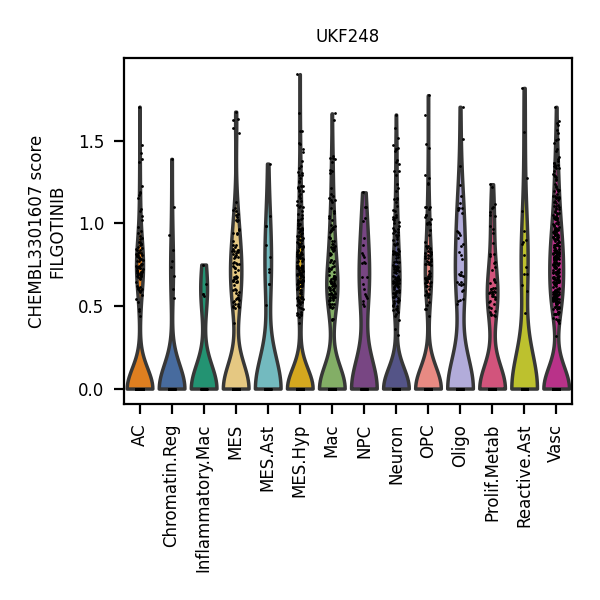 UKF248
CHEMBL3301607 score
FILGOTINIB
1.5
1.0
0.5
0.0
AC
Chromatin.Reg
Inflammatory.Mac
MES
MES.Ast
MES.Hyp
Mac
NPC
Neuron
OPC
Oligo
Prolif.Metab
Reactive.Ast
Vasc